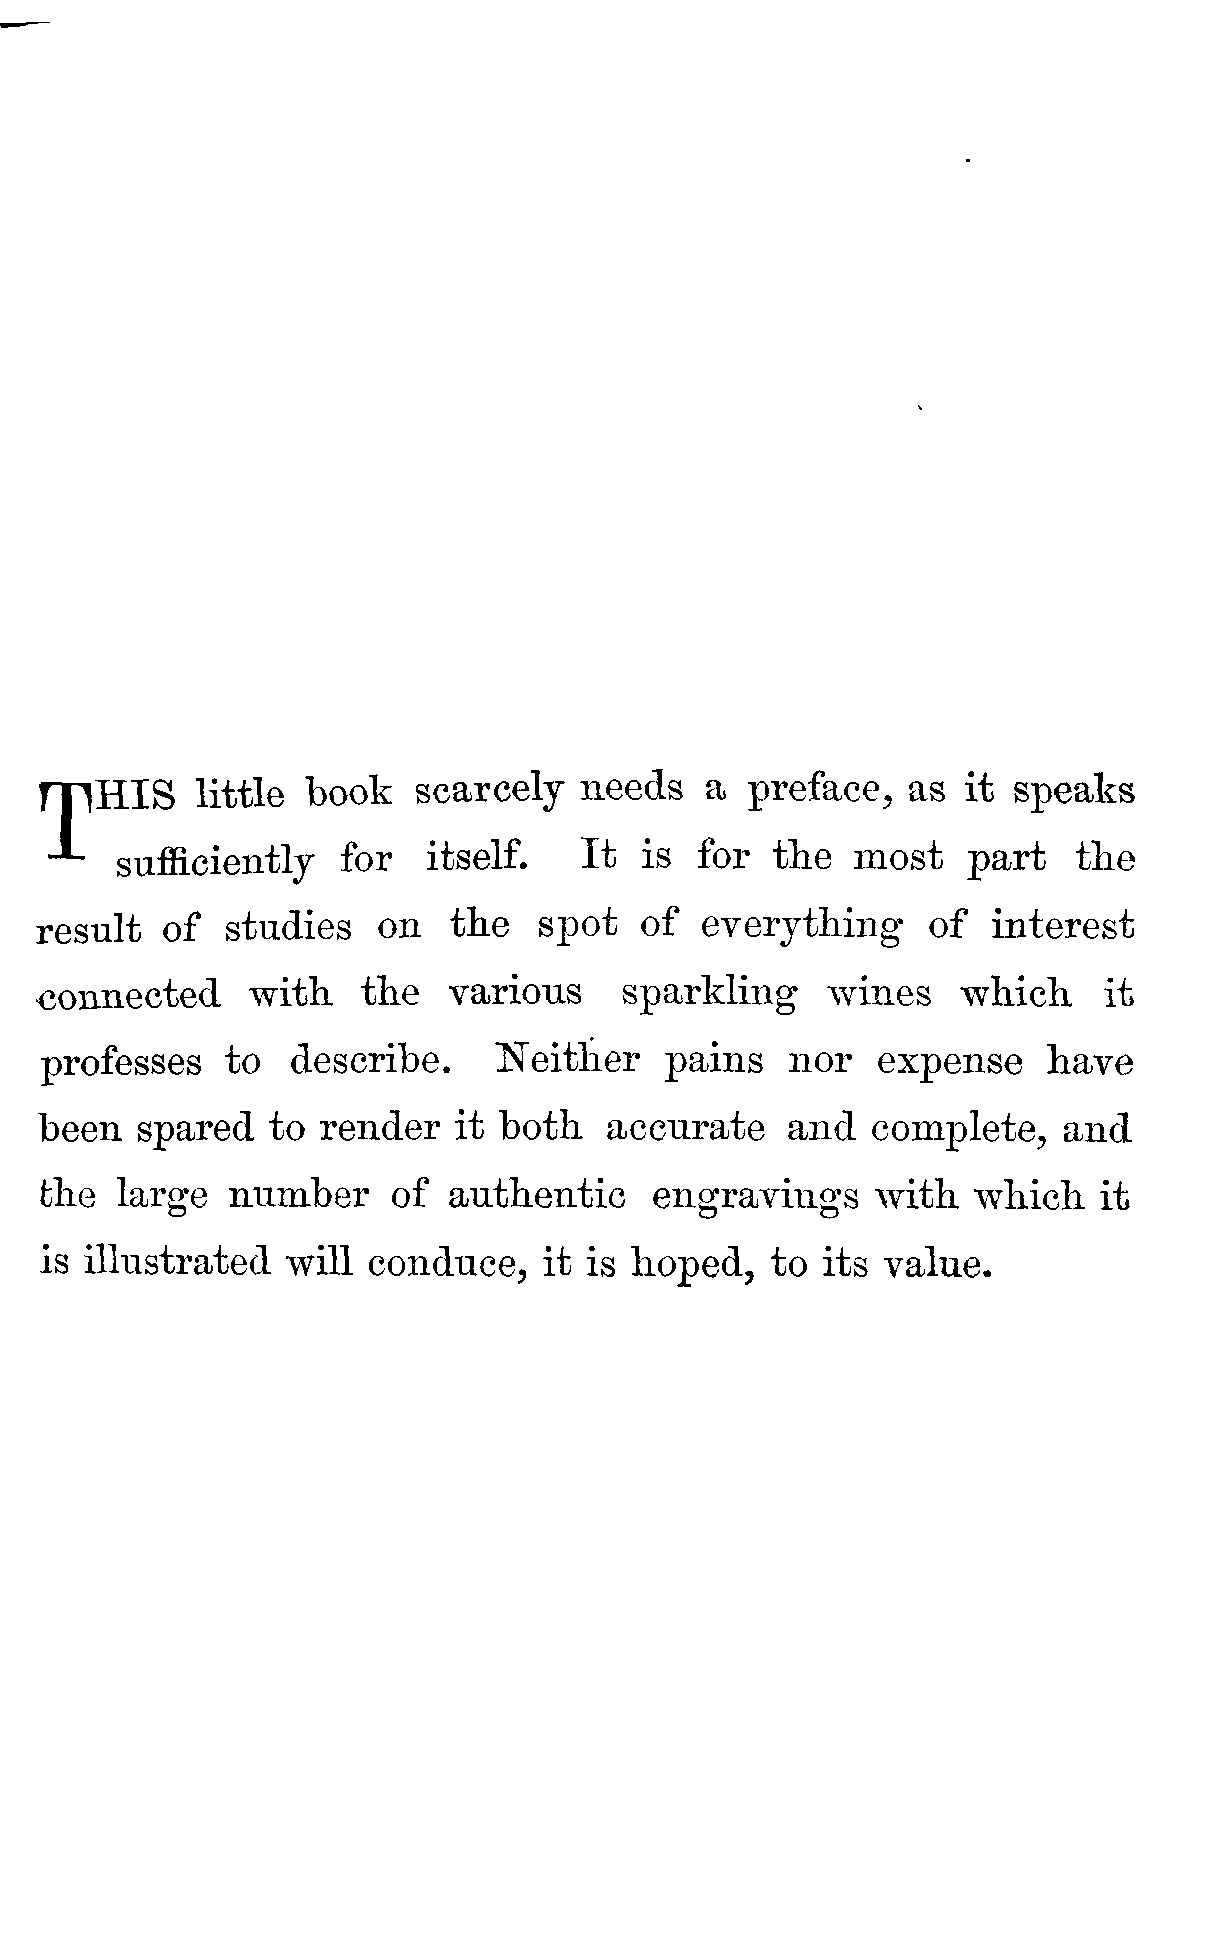 THIS little book scarcely needs a preface, as it speaks
sufficiently for itself. It is for the most part the
result of studies on the spot of everything of interest
connected with the various sparkling wines which it
professes to describe. Neither pains nor expense have
been spared to render it both accurate and complete, and
the large number of authentic engravings with which it
is illustrated will conduce, it is hoped, to its value.